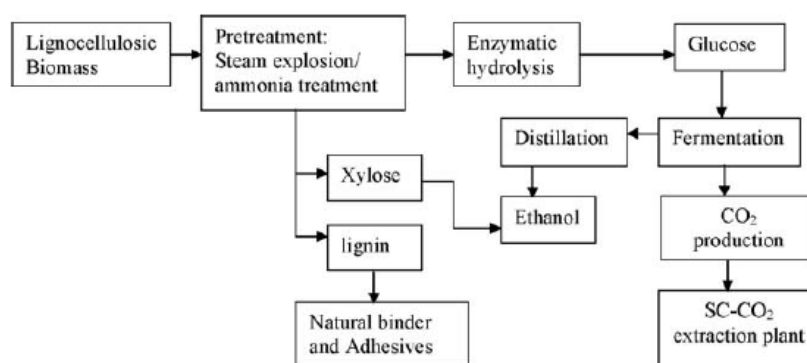 Lignocellulosic
Biomass
Pretreatment:
Steam explosion/
ammonia treatment
Enzymatic
hydrolysis
Glucose
Distillation
Fermentation
Xylose
Ethanol
CO₂
production
lignin
Natural binder
and Adhesives
SC-CO₂
extraction plant